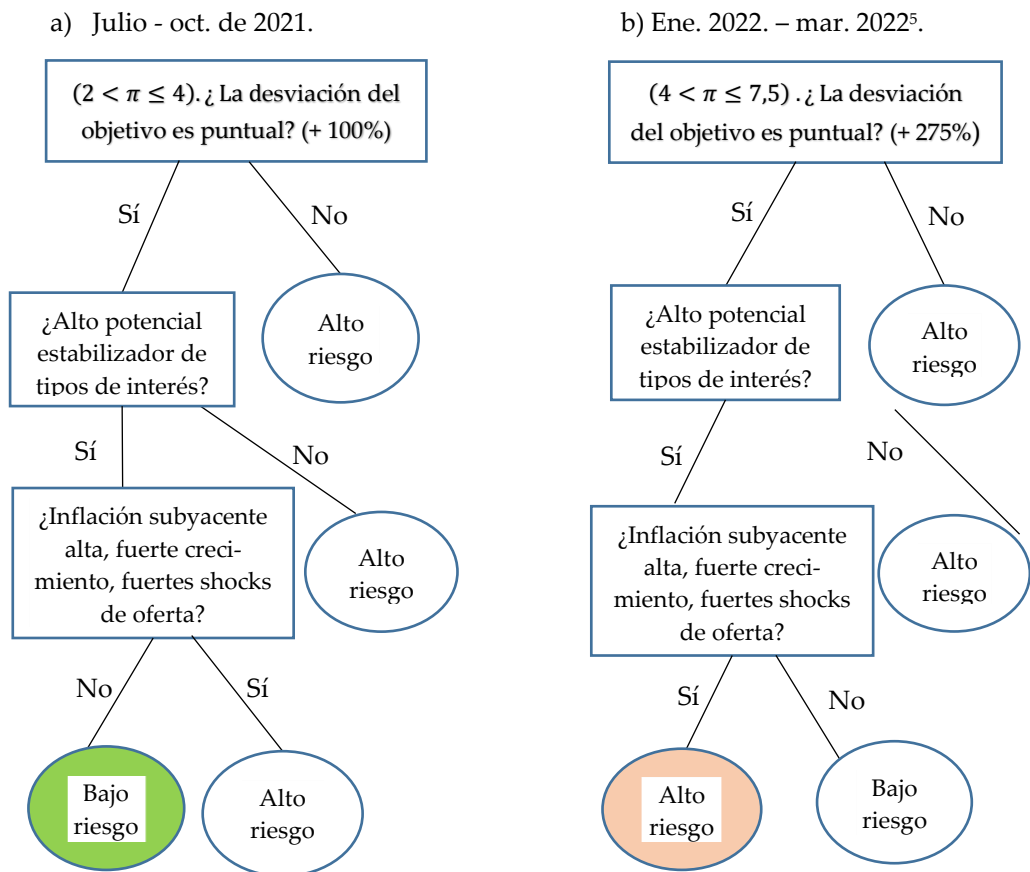 a) Julio - oct. de 2021.
(2 < π ≤ 4). ¿ La desviación del
objetivo es puntual? (+ 100%)
Sí
No
¿Alto potencial
estabilizador de
tipos de interés?
Alto
riesgo
Sí
No
¿Inflación subyacente
alta, fuerte creci-
miento, fuertes shocks
de oferta?
Alto
riesgo
No
Sí
Bajo
riesgo
Alto
riesgo
b) Ene. 2022. – mar. 2022⁵.
(4 < π ≤ 7,5) . ¿ La desviación
del objetivo es puntual? (+ 275%)
Sí
No
¿Alto potencial
estabilizador de
tipos de interés?
Alto
riesgo
Sí
No
¿Inflación subyacente
alta, fuerte creci-
miento, fuertes shocks
de oferta?
Alto
riesgo
Sí
No
Alto
riesgo
Bajo
riesgo